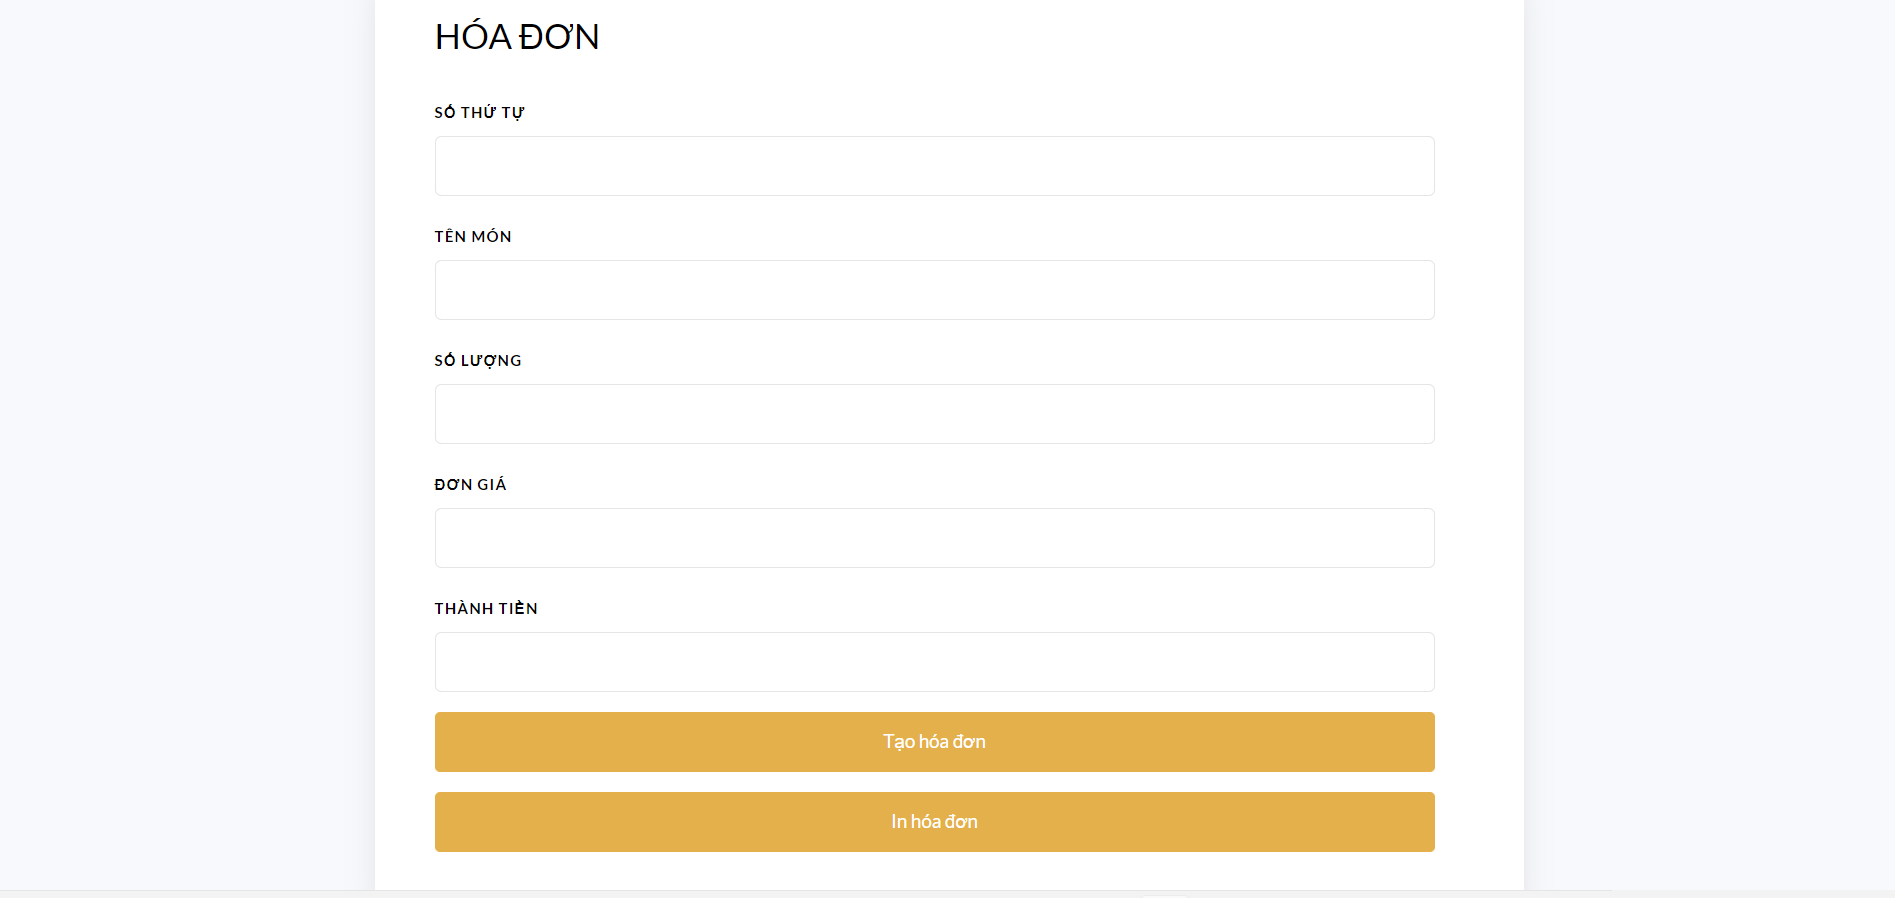 HÓA ĐƠN
SỐ THỨ TỰ
TÊN MÓN
SỐ LƯỢNG
ĐƠN GIÁ
THÀNH TIỀN
Tạo hóa đơn
In hóa đơn